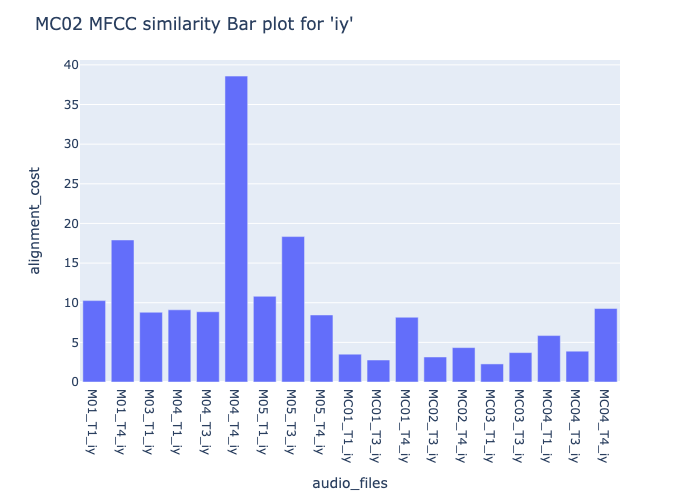 MC02 MFCC similarity Bar plot for 'iy'
40
35
30
25
20
15
10
5
0
alignment_cost
M01_T1_iy
M01_T4_iy
M03_T1_iy
M04_T1_iy
M04_T3_iy
M04_T4_iy
M05_T1_iy
M05_T3_iy
M05_T4_iy
MC01_T1_iy
MC01_T3_iy
MC01_T4_iy
MC02_T3_iy
MC02_T4_iy
MC03_T1_iy
MC03_T3_iy
MC04_T1_iy
MC04_T3_iy
MC04_T4_iy
audio_files